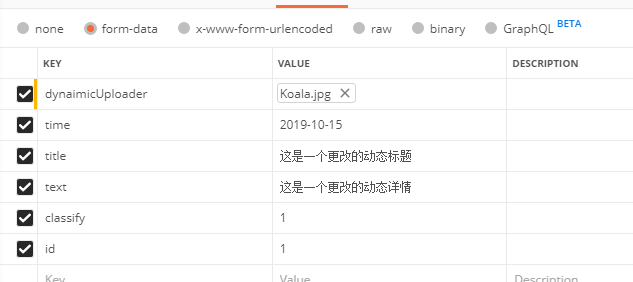 none form-data x-www-form-urlencoded raw binary GraphQL BETA
KEY VALUE DESCRIPTION
dynaimicUploader Koala.jpg ×
time 2019-10-15
title 这是一个更改的动态标题
text 这是一个更改的动态详情
classify 1
id 1
Key Value Description